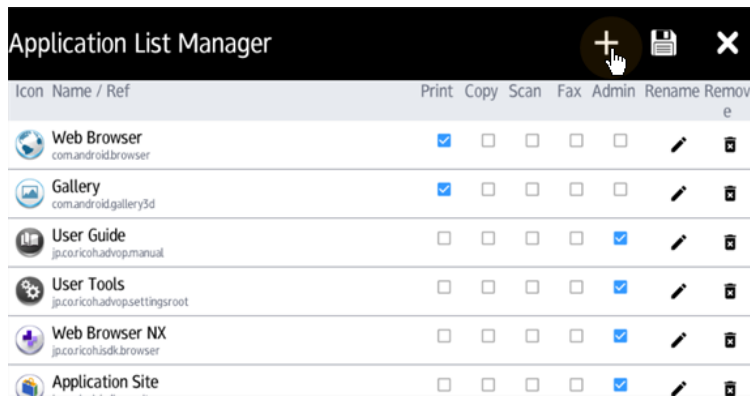 Application List Manager
Icon Name / Ref Print Copy Scan Fax Admin Rename Remov
e
Web Browser
com.android.browser
Gallery
com.android.gallery3d
User Guide
jp.co.ricoh.advop.manual
User Tools
jp.co.ricoh.advop.settingsroot
Web Browser NX
jp.co.ricoh.isdk.browser
Application Site